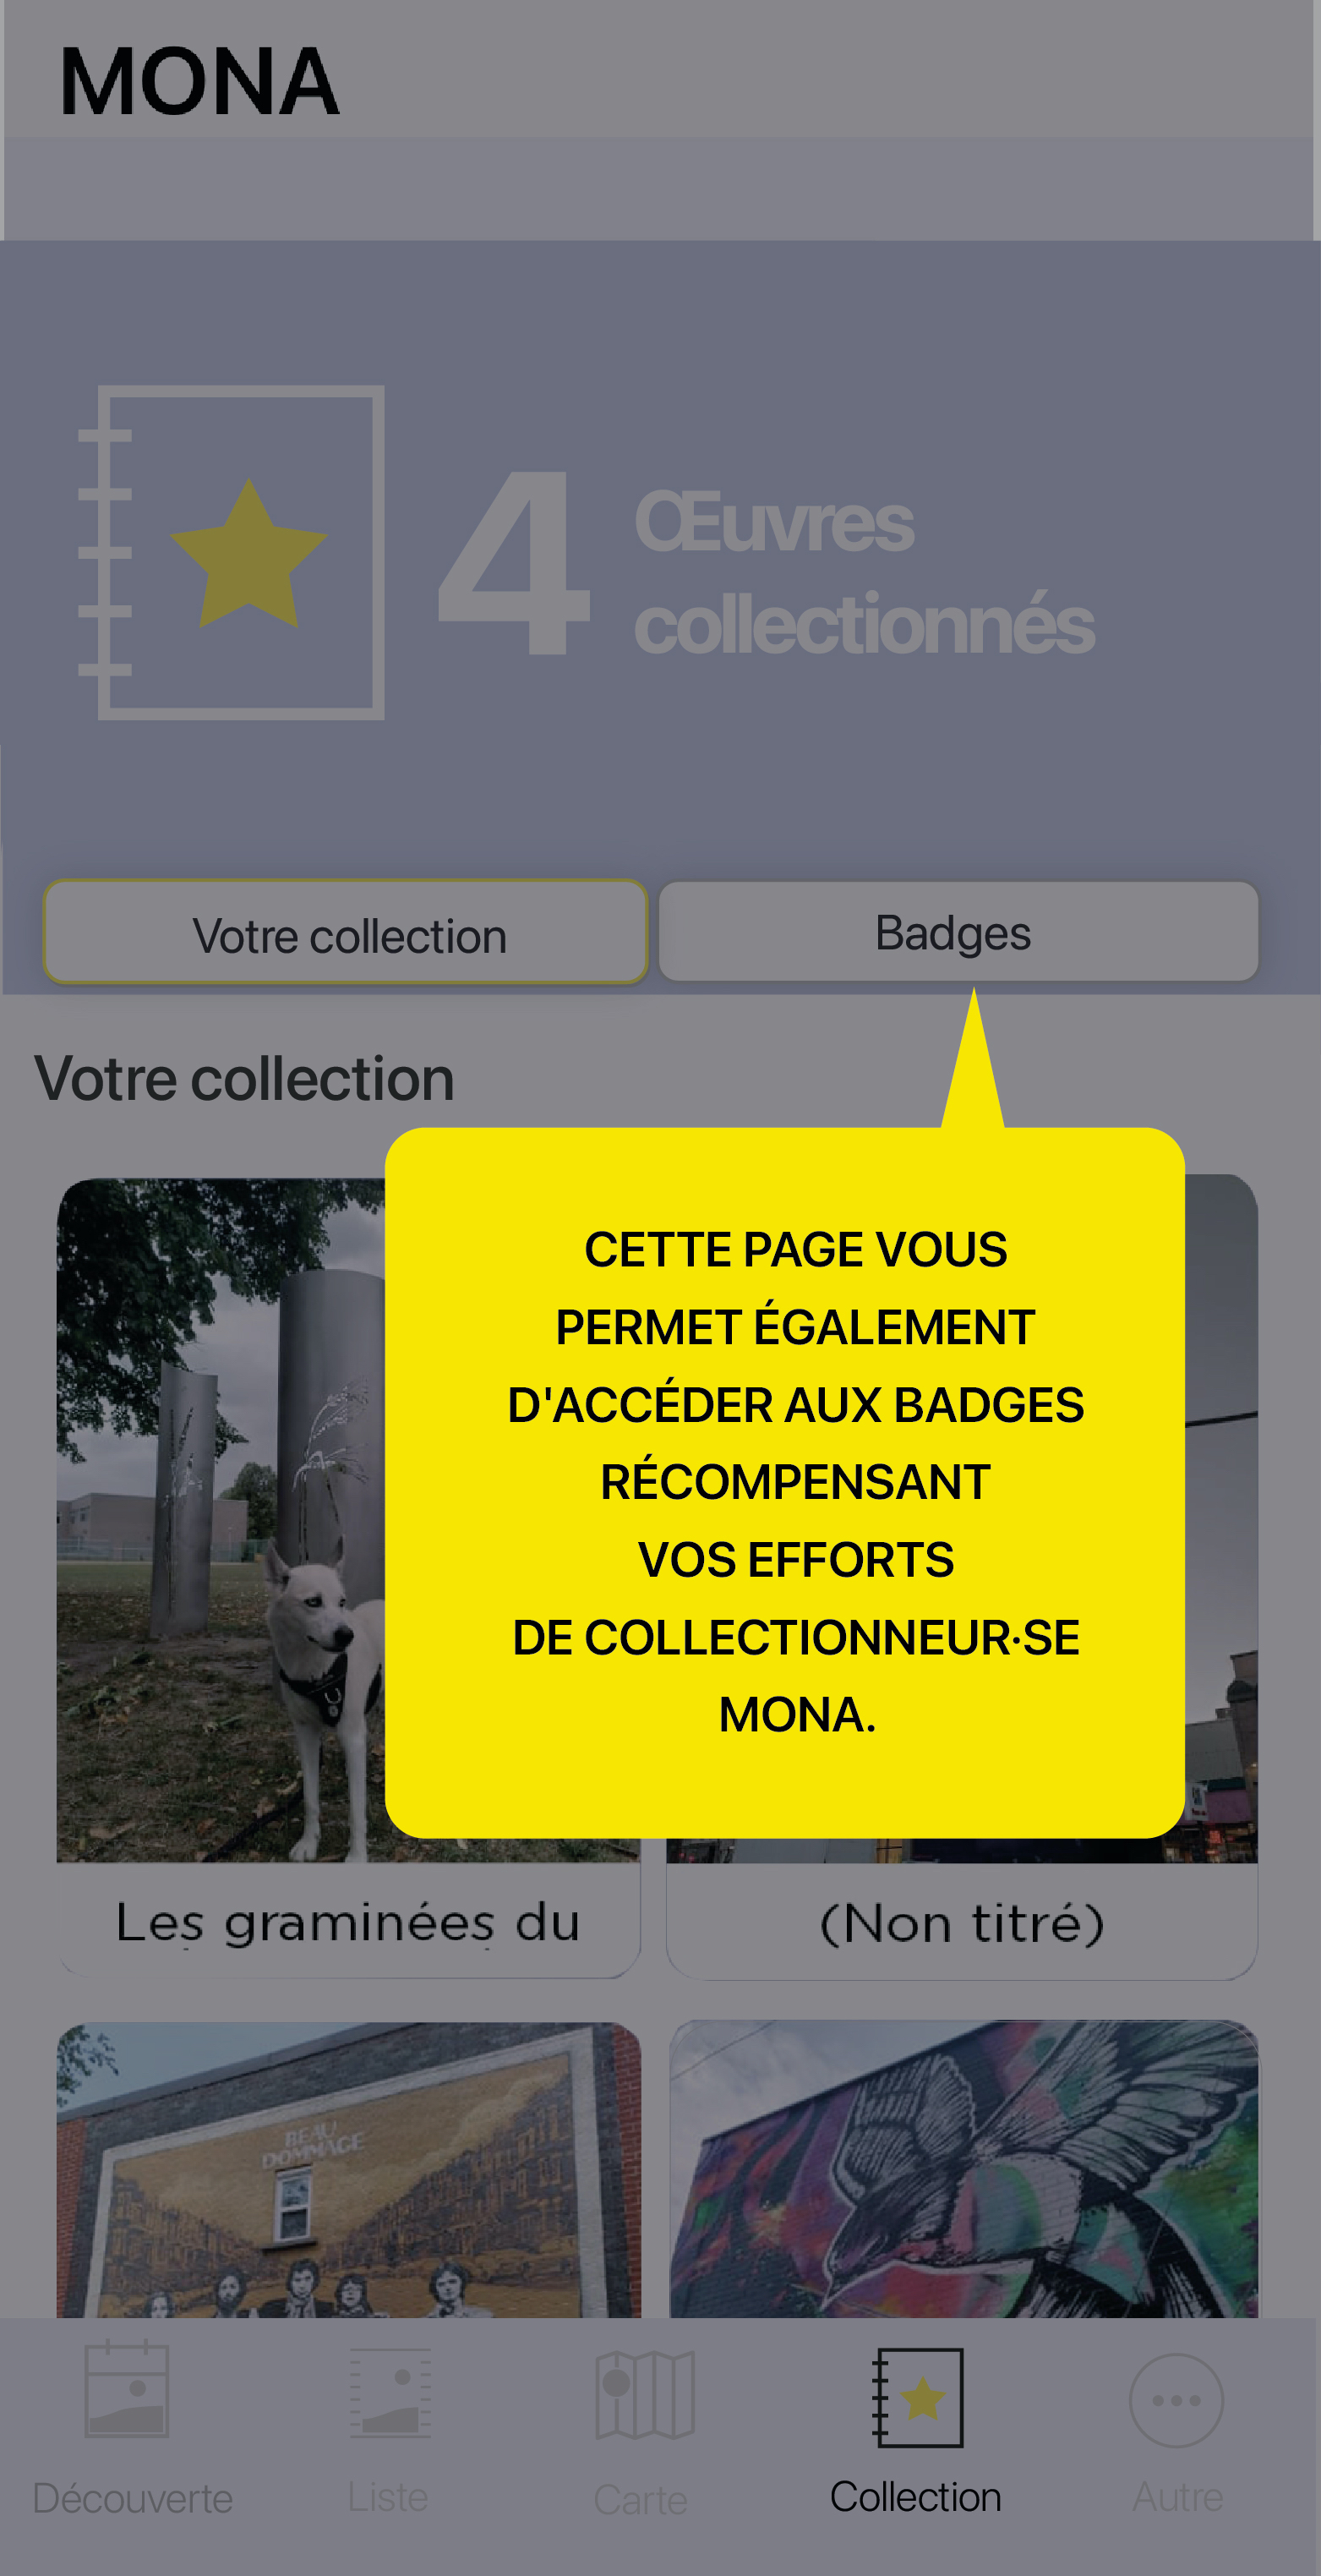 MONA
4 Œuvres
collectionnés
Votre collection
Badges
Votre collection
CETTE PAGE VOUS
PERMET ÉGALEMENT
D'ACCÉDER AUX BADGES
RÉCOMPENSANT
VOS EFFORTS
DE COLLECTIONNEUR·SE
MONA.
Les graminées du
(Non titré)
BEAU
DOMMAGE
Découverte
Liste
Carte
Collection
Autre